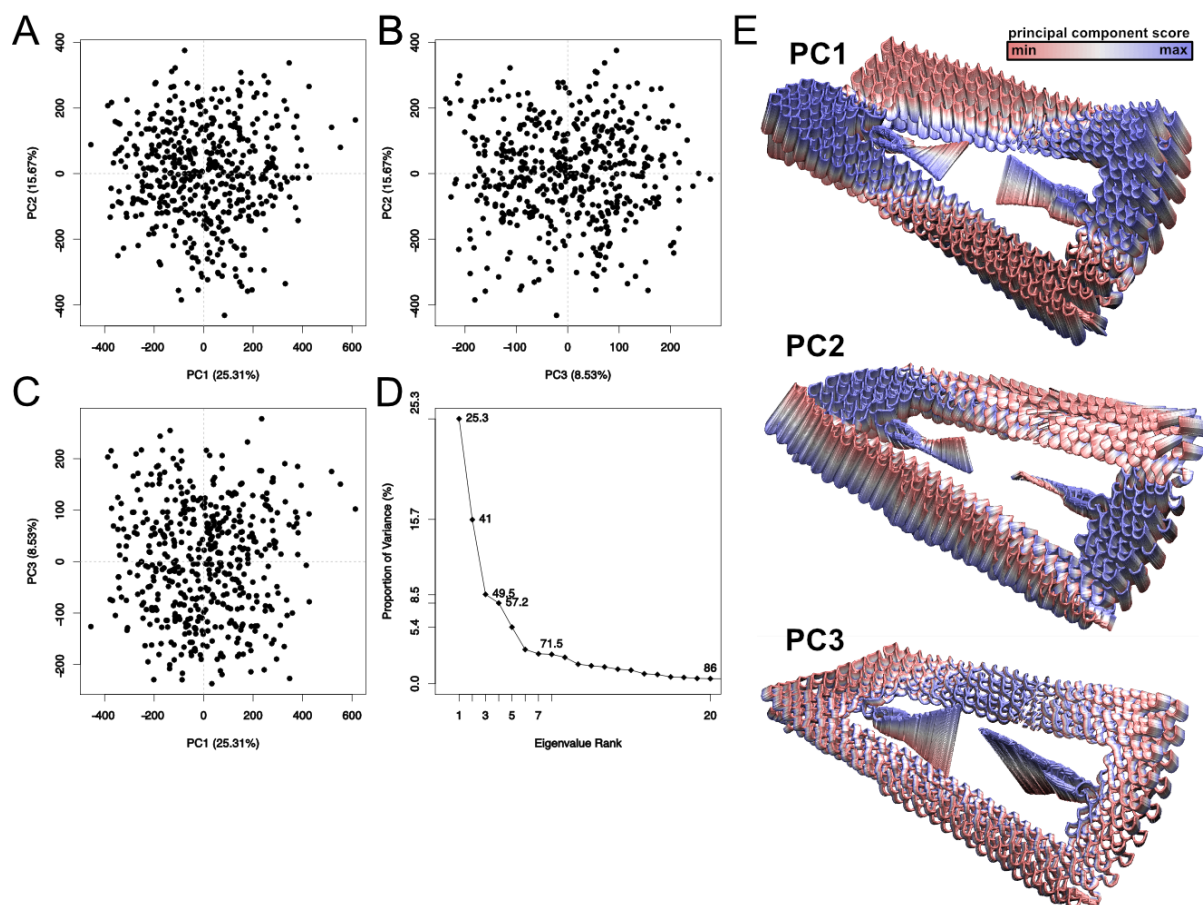 A
400
200
0
-200
-400
PC2 (15.67%)
-400
-200
0
200
400
600
PC1 (25.31%)
B
400
200
0
-200
400
PC2 (15.67%)
-200
-100
0
100
200
PC3 (8.53%)
C
200
100
0
-100
-200
PC3 (8.53%)
-400
-200
0
200
400
600
PC1 (25.31%)
D
25.3
15.7
8.5
5.4
0.0
Proportion of Variance (%)
25.3
41
49.5
57.2
71.5
86
1
3
5
7
20
Eigenvalue Rank
E
principal component score
min
max
PC1
PC2
PC3